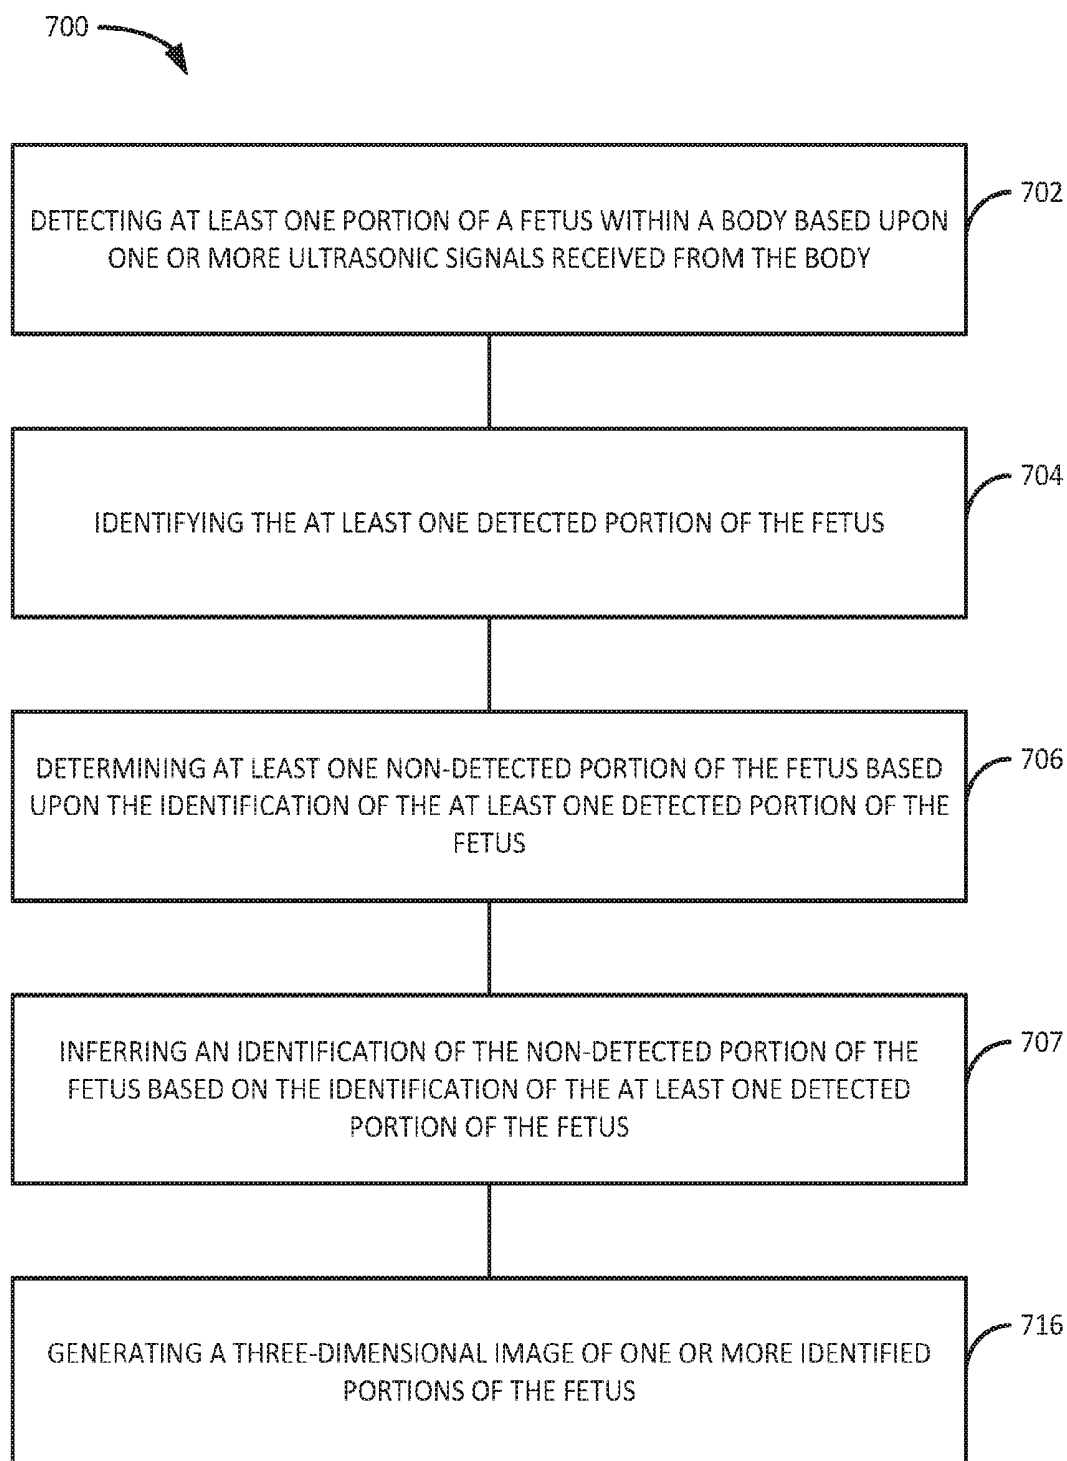 700
DETECTING AT LEAST ONE PORTION OF A FETUS WITHIN A BODY BASED UPON
ONE OR MORE ULTRASONIC SIGNALS RECEIVED FROM THE BODY
702
IDENTIFYING THE AT LEAST ONE DETECTED PORTION OF THE FETUS
704
DETERMINING AT LEAST ONE NON-DETECTED PORTION OF THE FETUS BASED
UPON THE IDENTIFICATION OF THE AT LEAST ONE DETECTED PORTION OF THE
FETUS
706
INFERRING AN IDENTIFICATION OF THE NON-DETECTED PORTION OF THE
FETUS BASED ON THE IDENTIFICATION OF THE AT LEAST ONE DETECTED
PORTION OF THE FETUS
707
GENERATING A THREE-DIMENSIONAL IMAGE OF ONE OR MORE IDENTIFIED
PORTIONS OF THE FETUS
716